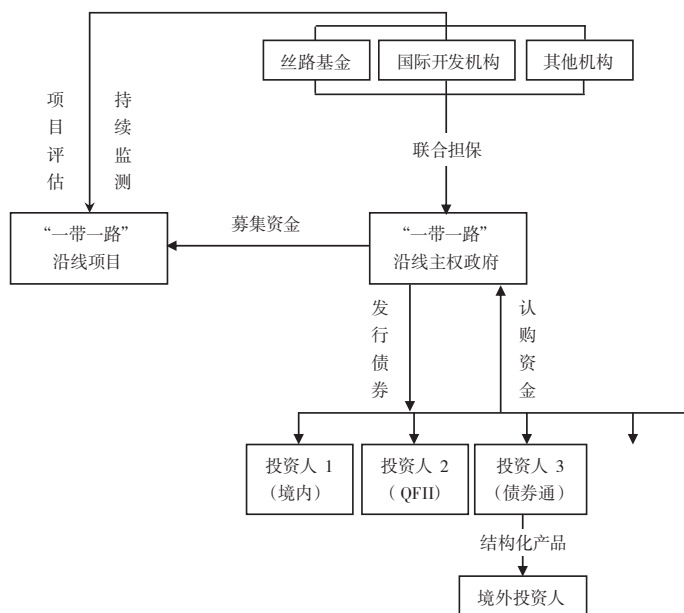 丝路基金
国际开发机构
其他机构
项目评估
持续监测
联合担保
“一带一路”
沿线项目
募集资金
“一带一路”
沿线主权政府
发行债券
认购资金
投资人 1
（境内）
投资人 2
（QFII）
投资人 3
（债券通）
结构化产品
境外投资人